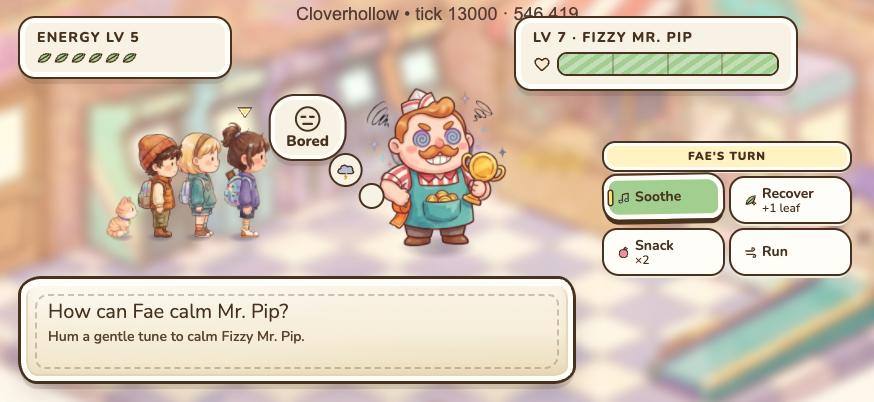 Cloverhollow • tick 13000 · 546,419
ENERGY LV 5
LV 7 · FIZZY MR. PIP
Bored
FAE'S TURN
Soothe
Recover
+1 leaf
Snack
×2
Run
How can Fae calm Mr. Pip?
Hum a gentle tune to calm Fizzy Mr. Pip.